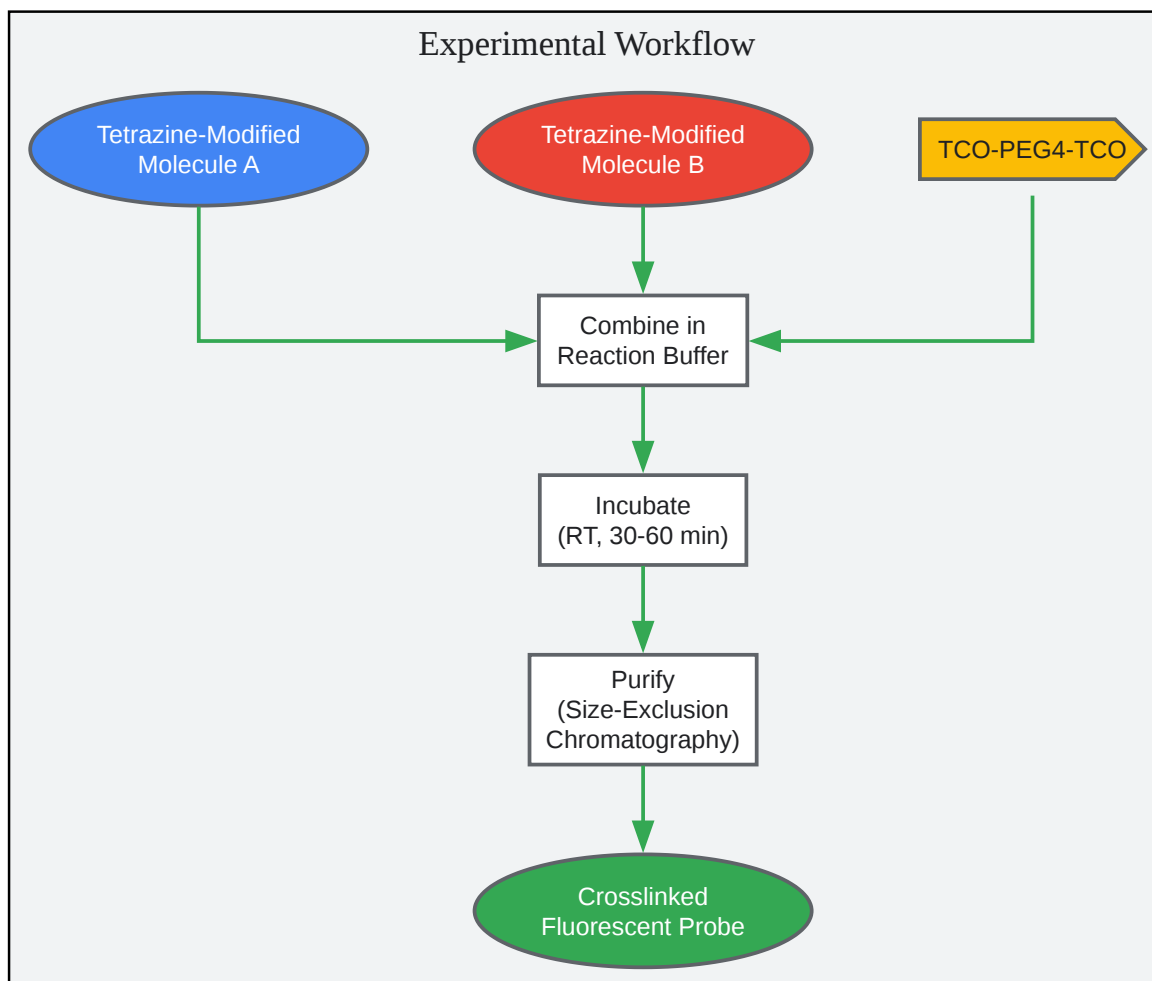 Experimental Workflow
Tetrazine-Modified
Molecule A
Tetrazine-Modified
Molecule B
TCO-PEG4-TCO
Combine in
Reaction Buffer
Incubate
(RT, 30-60 min)
Purify
(Size-Exclusion
Chromatography)
Crosslinked
Fluorescent Probe